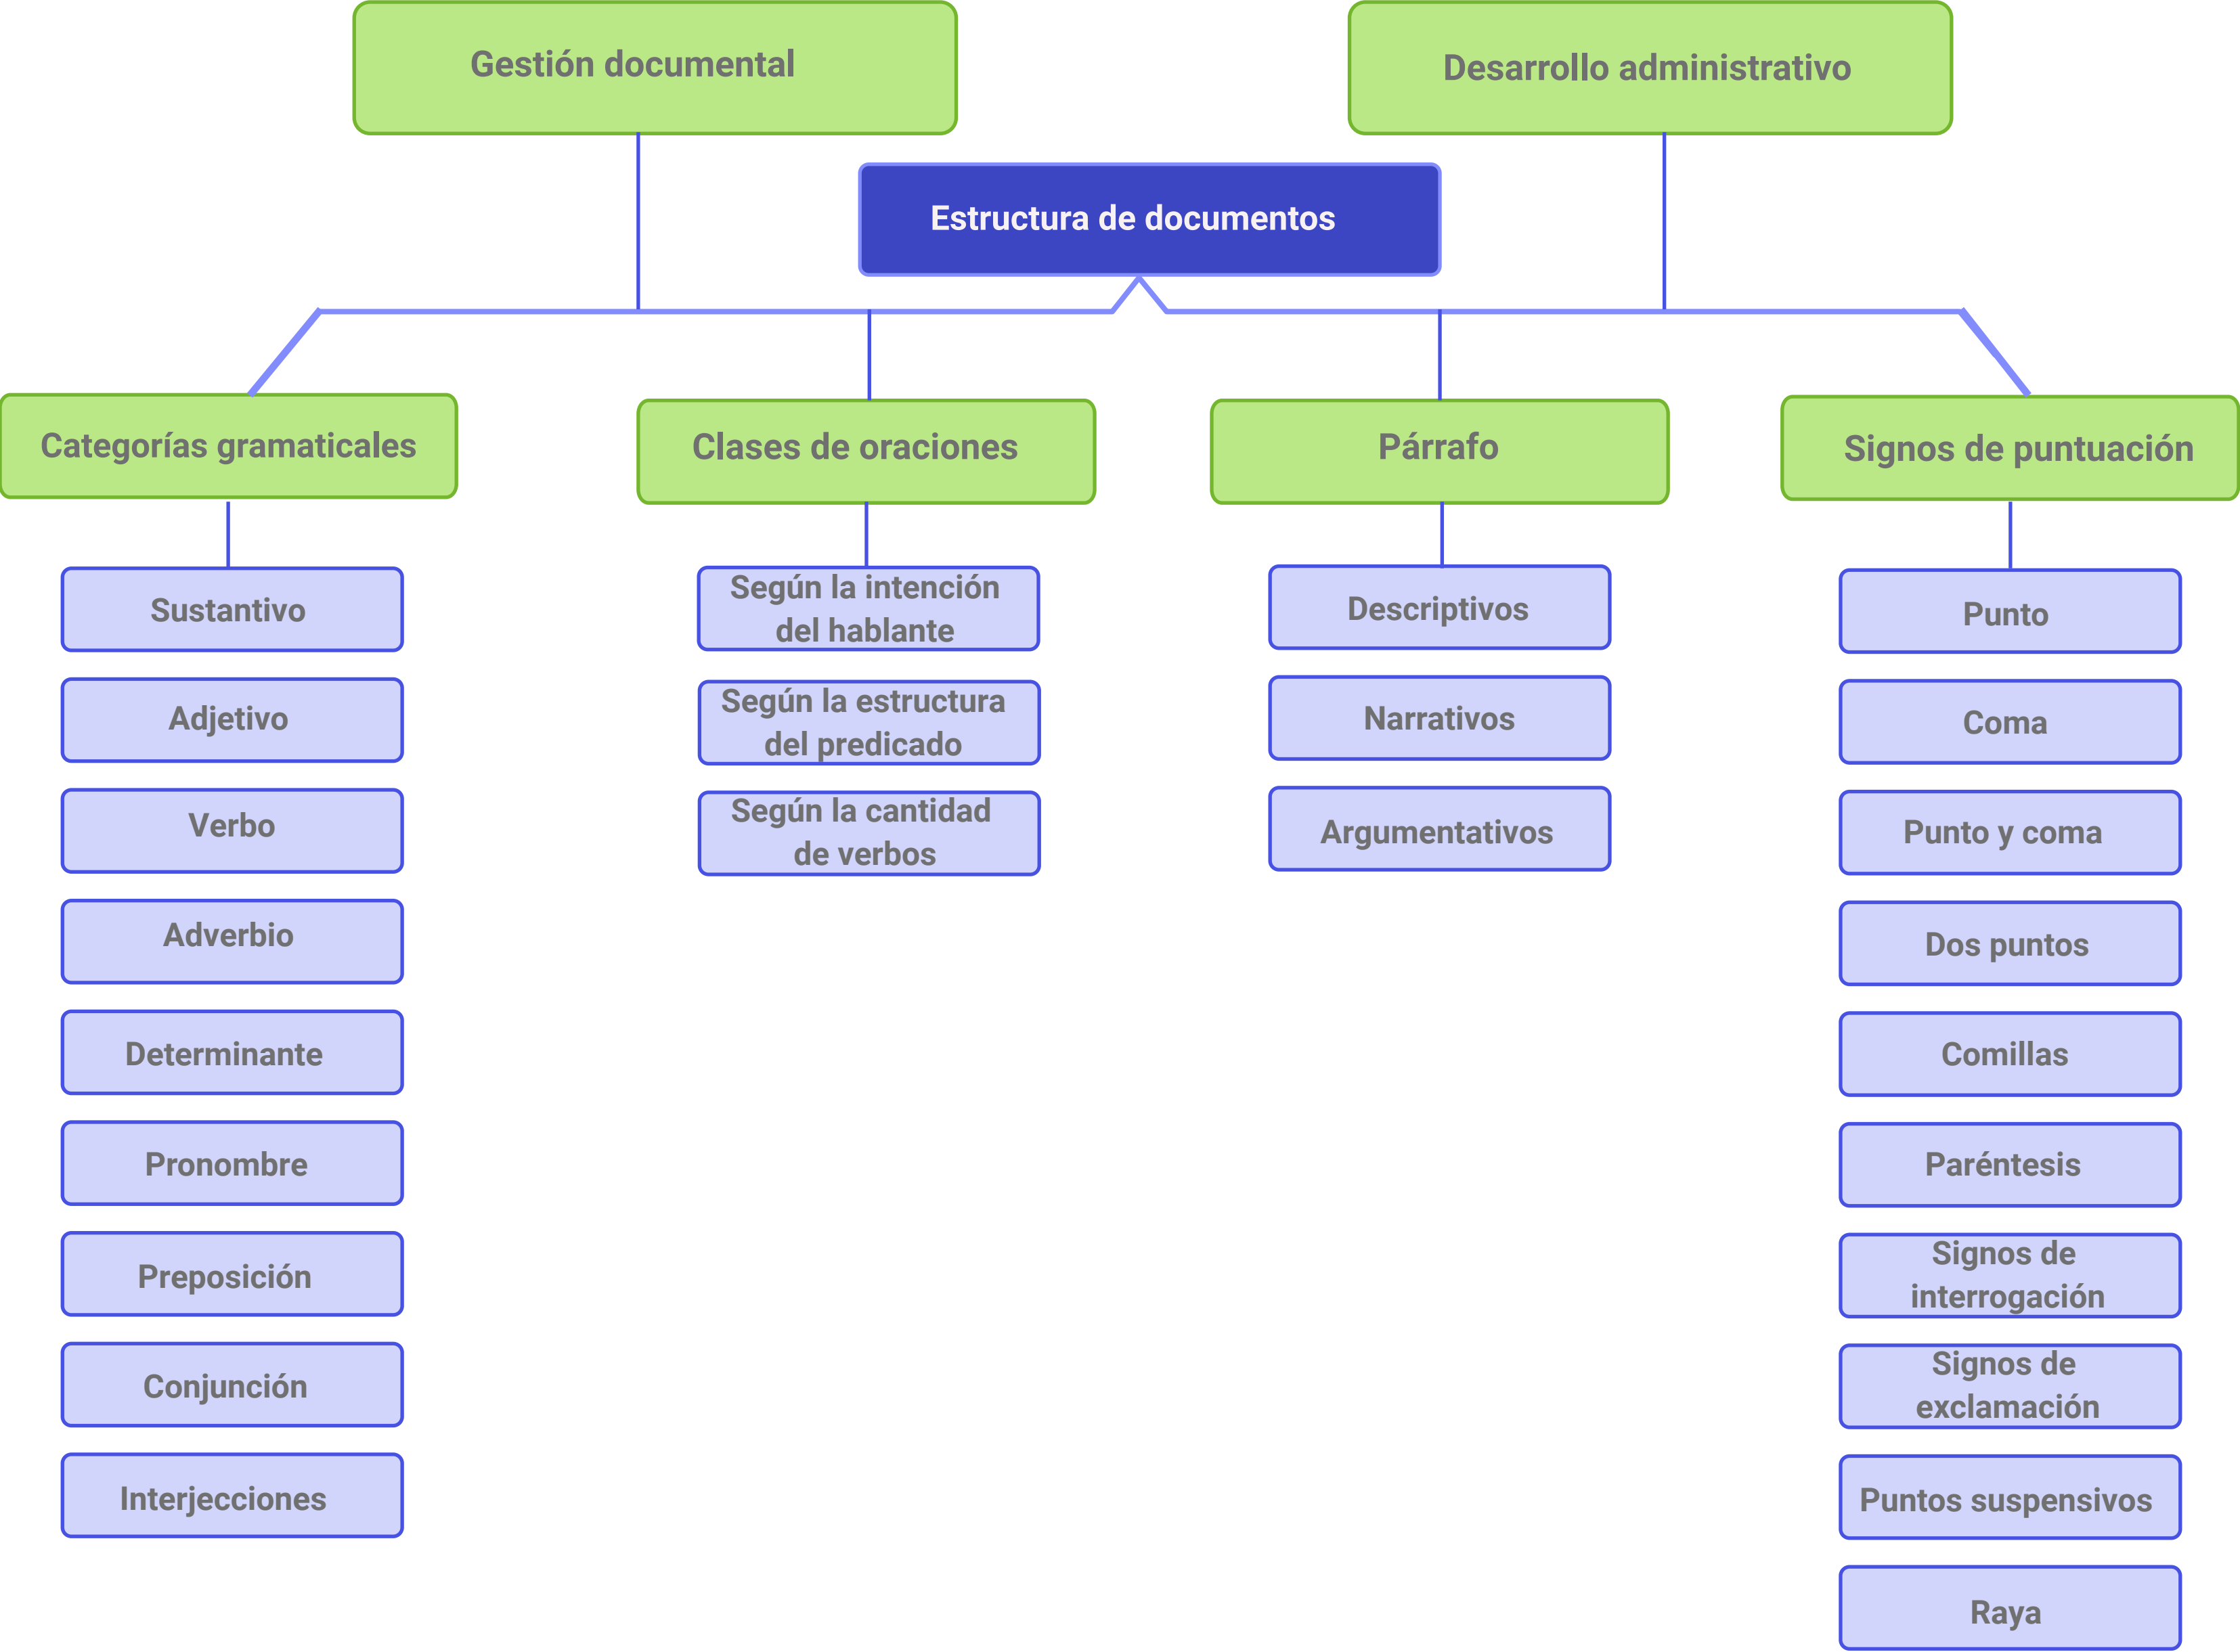 Gestión documental
Desarrollo administrativo
Estructura de documentos
Categorías gramaticales
Clases de oraciones
Párrafo
Signos de puntuación
Sustantivo
Adjetivo
Verbo
Adverbio
Determinante
Pronombre
Preposición
Conjunción
Interjecciones
Según la intención
del hablante
Según la estructura
del predicado
Según la cantidad
de verbos
Descriptivos
Narrativos
Argumentativos
Punto
Coma
Punto y coma
Dos puntos
Comillas
Paréntesis
Signos de
interrogación
Signos de
exclamación
Puntos suspensivos
Raya